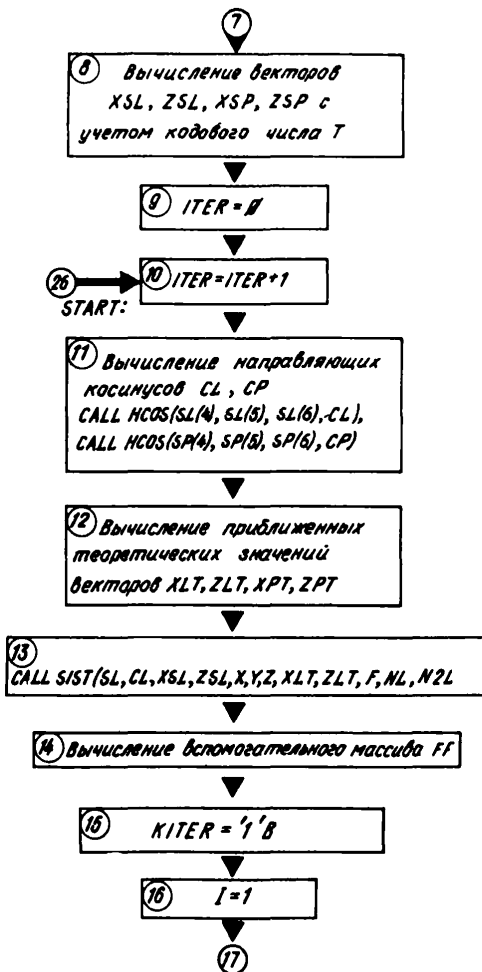 7
8 Вычисление векторов
XSL, ZSL, XSP, ZSP с
учетом кодового числа T
9 ITER = Ø
26
10 ITER=ITER+1
START:
11 Вычисление направляющих
косинусов CL, CP
CALL HCOS(SL(4), SL(5), SL(6), CL),
CALL HCOS(SP(4), SP(5), SP(6), CP)
12 Вычисление приближенных
теоретических значений
векторов XLT, ZLT, XPT, ZPT
13
CALL SIST(SL, CL, XSL, ZSL, X, Y, Z, XLT, ZLT, F, NL, N2L
14 Вычисление вспомогательного массива FF
15 KITER = '1'B
16 I = 1
17